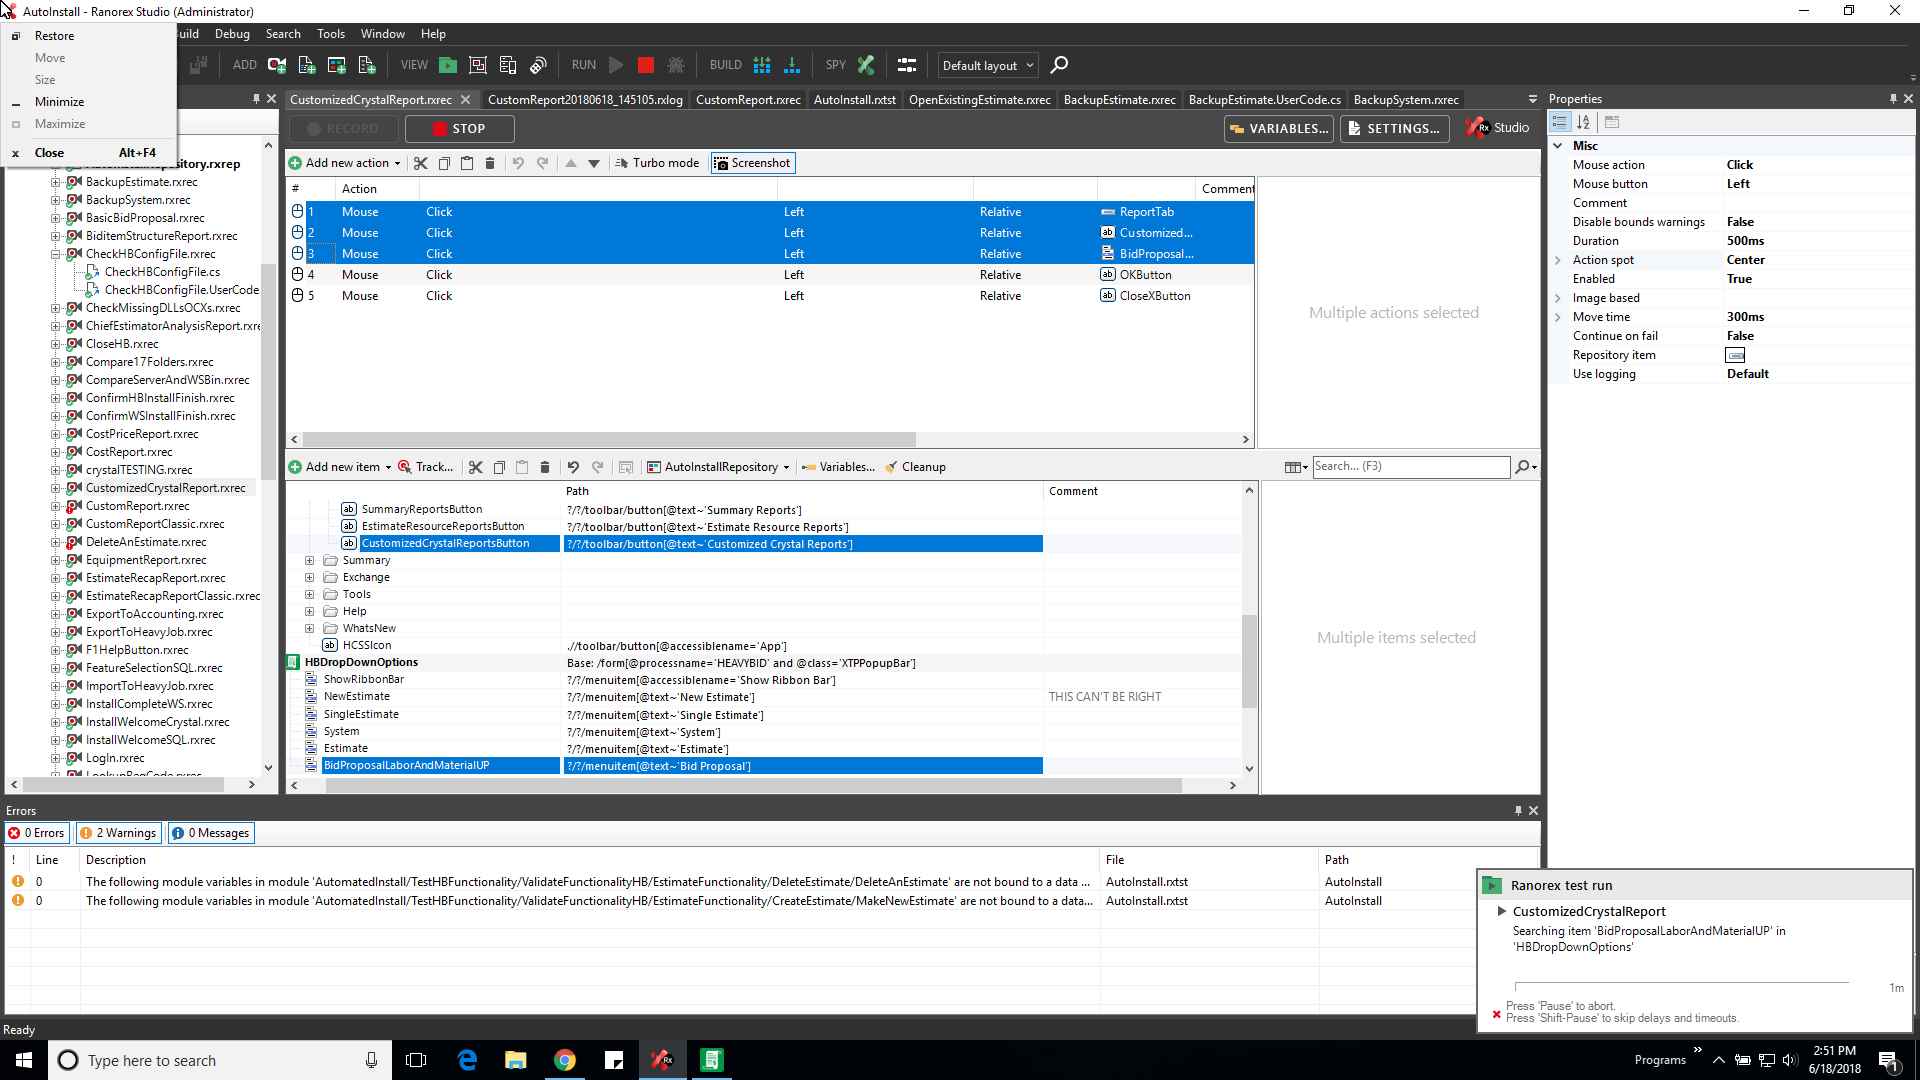 AutoInstall - Ranorex Studio (Administrator)
Restore
Move
Size
Minimize
Maximize
Close Alt+F4
uild Debug Search Tools Window Help
ADD VIEW RUN BUILD SPY Default layout
CustomizedCrystalReport.rxrec CustomReport20180618_145105.rxlog CustomReport.rxrec AutoInstall.rxtst OpenExistingEstimate.rxrec BackupEstimate.rxrec BackupEstimate.UserCode.cs BackupSystem.rxrec
RECORD STOP VARIABLES... SETTINGS... Rx Studio
Add new action Turbo mode Screenshot
# Action Comment
1 Mouse Click Left Relative ReportTab
2 Mouse Click Left Relative Customized...
3 Mouse Click Left Relative BidProposal...
4 Mouse Click Left Relative OKButton
5 Mouse Click Left Relative CloseXButton
Multiple actions selected
BackupEstimate.rxrec
BackupSystem.rxrec
BasicBidProposal.rxrec
BiditemStructureReport.rxrec
CheckHBConfigFile.rxrec
CheckHBConfigFile.cs
CheckHBConfigFile.UserCode
CheckMissingDLLsOCXs.rxrec
ChiefEstimatorAnalysisReport.rxre
CloseHB.rxrec
Compare17Folders.rxrec
CompareServerAndWSBin.rxrec
ConfirmHBInstallFinish.rxrec
ConfirmWSInstallFinish.rxrec
CostPriceReport.rxrec
CostReport.rxrec
crystalTESTING.rxrec
CustomizedCrystalReport.rxrec
CustomReport.rxrec
CustomReportClassic.rxrec
DeleteAnEstimate.rxrec
EquipmentReport.rxrec
EstimateRecapReport.rxrec
EstimateRecapReportClassic.rxrec
ExportToAccounting.rxrec
ExportToHeavyJob.rxrec
F1HelpButton.rxrec
FeatureSelectionSQL.rxrec
ImportToHeavyJob.rxrec
InstallCompleteWS.rxrec
InstallWelcomeCrystal.rxrec
InstallWelcomeSQL.rxrec
LogIn.rxrec
Add new item Track... AutoInstallRepository Variables... Cleanup Search... (F3)
Path Comment
SummaryReportsButton ?/?/toolbar/button[@text~'Summary Reports']
EstimateResourceReportsButton ?/?/toolbar/button[@text~'Estimate Resource Reports']
CustomizedCrystalReportsButton ?/?/toolbar/button[@text~'Customized Crystal Reports']
Summary
Exchange
Tools
Help
WhatsNew
HCSSIcon .//toolbar/button[@accessiblename='App']
HBDropDownOptions Base: /form[@processname='HEAVYBID' and @class='XTPPopupBar']
ShowRibbonBar ?/?/menuitem[@accessiblename='Show Ribbon Bar']
NewEstimate ?/?/menuitem[@text~'New Estimate'] THIS CAN'T BE RIGHT
SingleEstimate ?/?/menuitem[@text~'Single Estimate']
System ?/?/menuitem[@text~'System']
Estimate ?/?/menuitem[@text~'Estimate']
BidProposalLaborAndMaterialUP ?/?/menuitem[@text~'Bid Proposal']
Multiple items selected
Properties
Misc
Mouse action Click
Mouse button Left
Comment
Disable bounds warnings False
Duration 500ms
Action spot Center
Enabled True
Image based
Move time 300ms
Continue on fail False
Repository item
Use logging Default
Errors
0 Errors 2 Warnings 0 Messages
! Line Description File Path
0 The following module variables in module 'AutomatedInstall/TestHBFunctionality/ValidateFunctionalityHB/EstimateFunctionality/DeleteEstimate/DeleteAnEstimate' are not bound to a data ... AutoInstall.rxtst AutoInstall
0 The following module variables in module 'AutomatedInstall/TestHBFunctionality/ValidateFunctionalityHB/EstimateFunctionality/CreateEstimate/MakeNewEstimate' are not bound to a data... AutoInstall.rxtst AutoInstall
Ranorex test run
CustomizedCrystalReport
Searching item 'BidProposalLaborAndMaterialUP' in
'HBDropDownOptions'
1m
Press 'Pause' to abort.
Press 'Shift-Pause' to skip delays and timeouts.
Ready
Type here to search
Programs
2:51 PM
6/18/2018
1